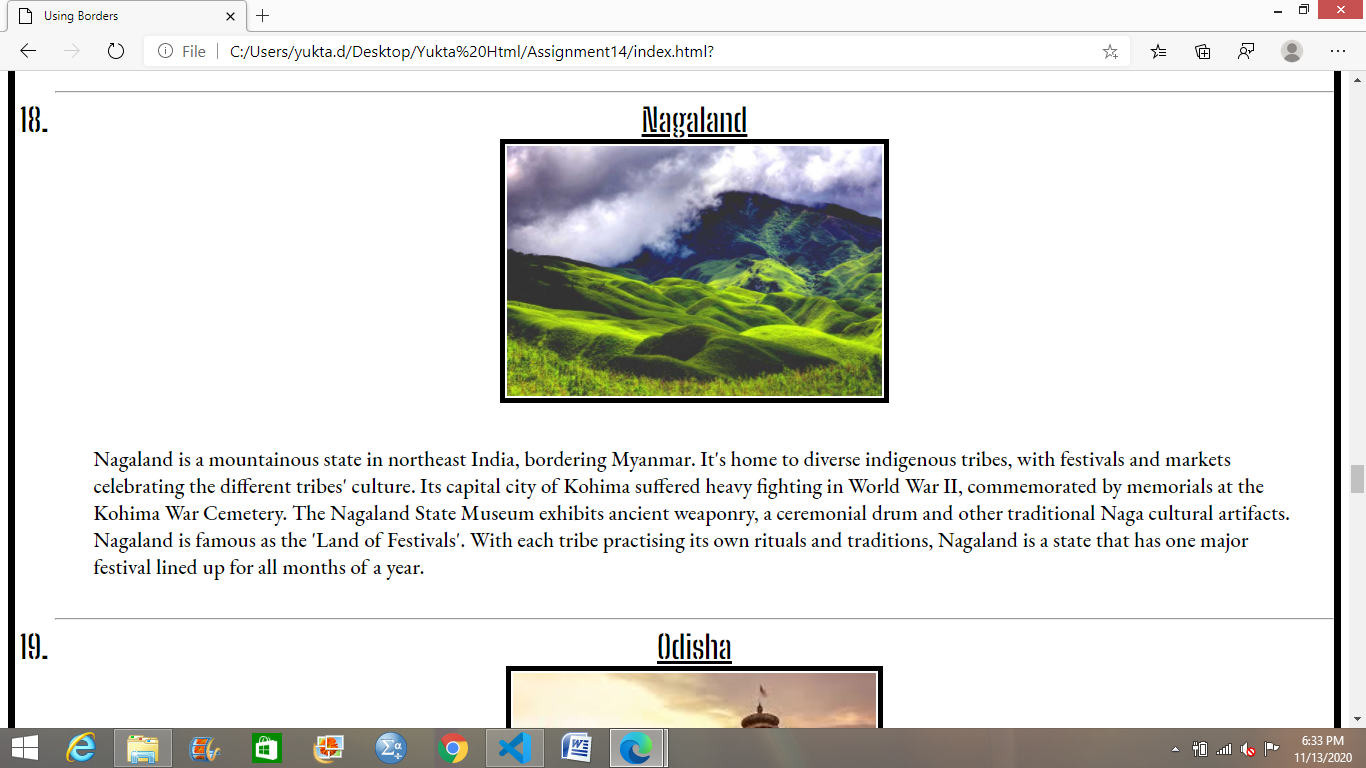 Using Borders
File
C:/Users/yukta.d/Desktop/Yukta%20Html/Assignment14/index.html?
18.
Nagaland
Nagaland is a mountainous state in northeast India, bordering Myanmar. It's home to diverse indigenous tribes, with festivals and markets
celebrating the different tribes' culture. Its capital city of Kohima suffered heavy fighting in World War II, commemorated by memorials at the
Kohima War Cemetery. The Nagaland State Museum exhibits ancient weaponry, a ceremonial drum and other traditional Naga cultural artifacts.
Nagaland is famous as the 'Land of Festivals'. With each tribe practising its own rituals and traditions, Nagaland is a state that has one major
festival lined up for all months of a year.
19.
Odisha
6:33 PM
11/13/2020